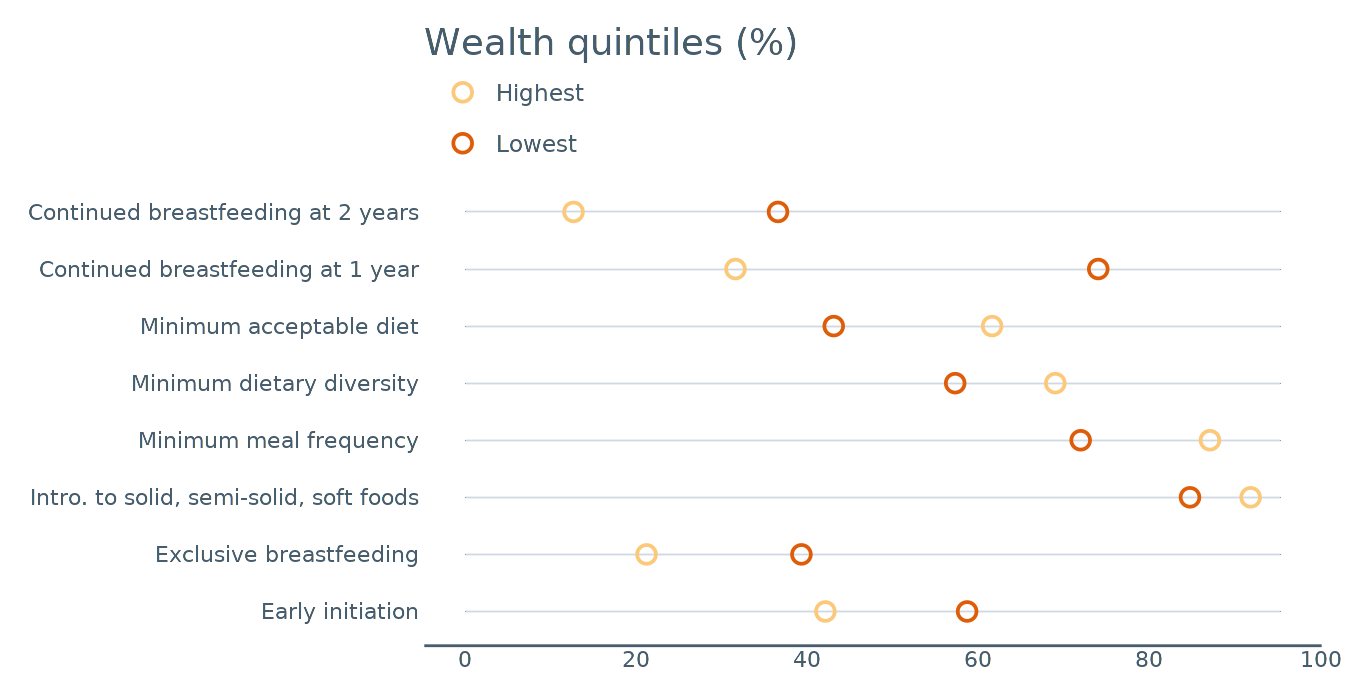 Wealth quintiles (%)
Highest
Lowest
Continued breastfeeding at 2 years
Continued breastfeeding at 1 year
Minimum acceptable diet
Minimum dietary diversity
Minimum meal frequency
Intro. to solid, semi-solid, soft foods
Exclusive breastfeeding
Early initiation
0 20 40 60 80 100